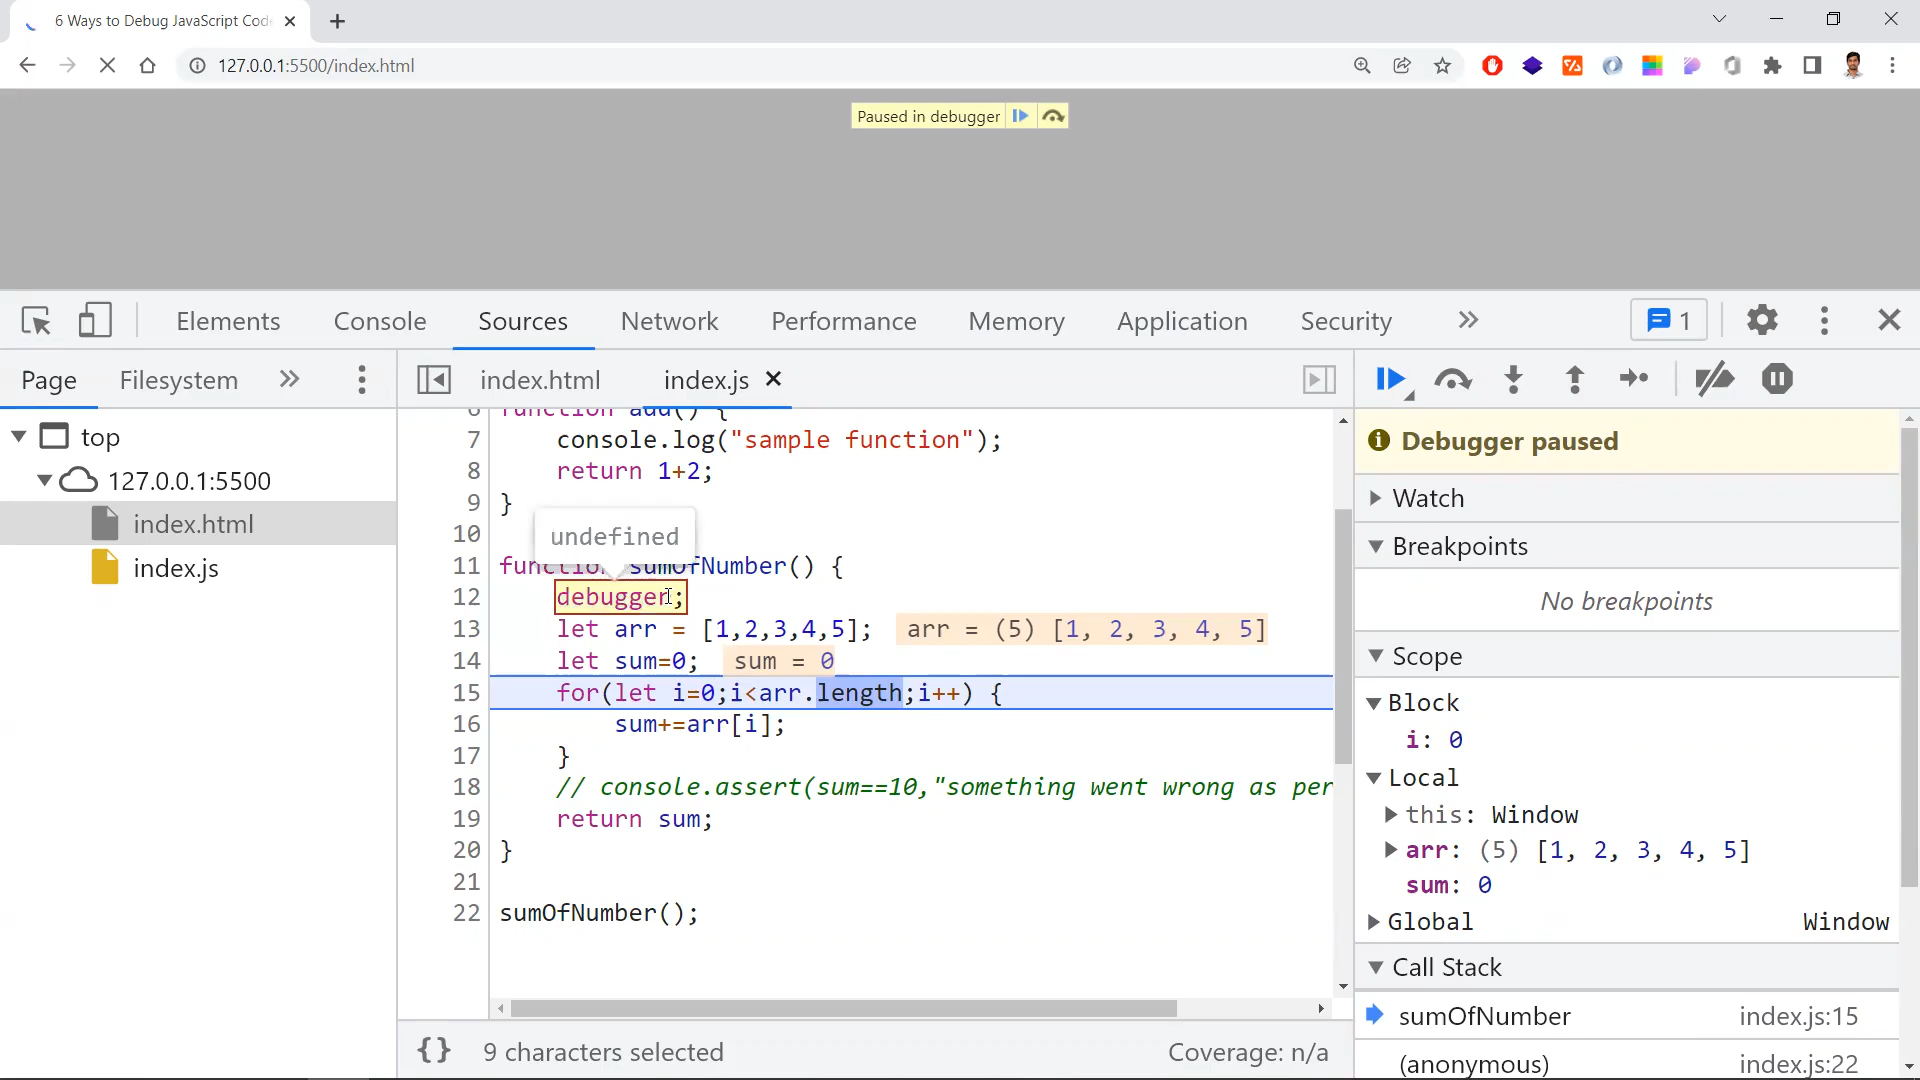 6 Ways to Debug JavaScript Cod
127.0.0.1:5500/index.html
Paused in debugger
Elements Console Sources Network Performance Memory Application Security 1
Page Filesystem index.html index.js
6 function add() {
7 console.log("sample function");
8 return 1+2;
9 }
10
undefined
11 function sumOfNumber() {
12 debugger;
13 let arr = [1,2,3,4,5]; arr = (5) [1, 2, 3, 4, 5]
14 let sum=0; sum = 0
15 for(let i=0;i<arr.length;i++) {
16 sum+=arr[i];
17 }
18 // console.assert(sum==10,"something went wrong as per
19 return sum;
20 }
21
22 sumOfNumber();
{} 9 characters selected Coverage: n/a
top
127.0.0.1:5500
index.html
index.js
Debugger paused
Watch
Breakpoints
No breakpoints
Scope
Block
i: 0
Local
this: Window
arr: (5) [1, 2, 3, 4, 5]
sum: 0
Global Window
Call Stack
sumOfNumber index.js:15
(anonymous) index.js:22